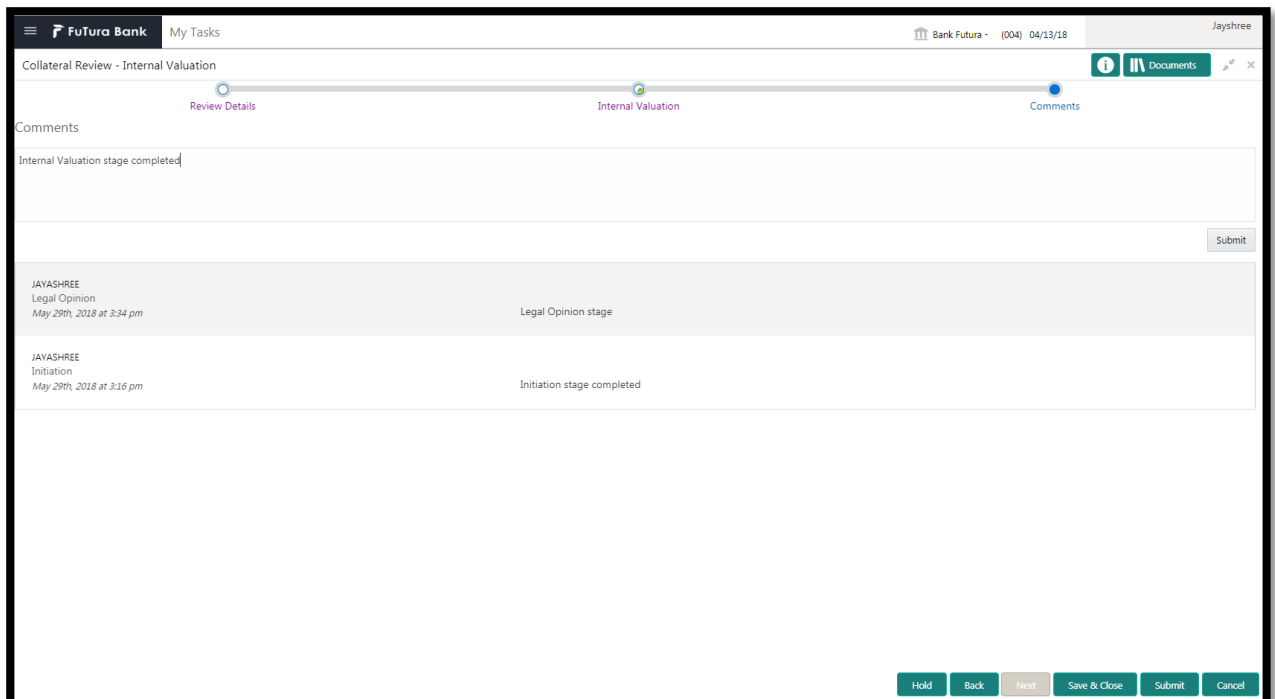 FuTura Bank
My Tasks
Bank Futura - (004) 04/13/18
Jayshree
Collateral Review - Internal Valuation
i
Documents
Review Details
Internal Valuation
Comments
Comments
Internal Valuation stage completed
Submit
JAYASHREE
Legal Opinion
May 29th, 2018 at 3:34 pm
Legal Opinion stage
JAYASHREE
Initiation
May 29th, 2018 at 3:16 pm
Initiation stage completed
Hold
Back
Next
Save & Close
Submit
Cancel